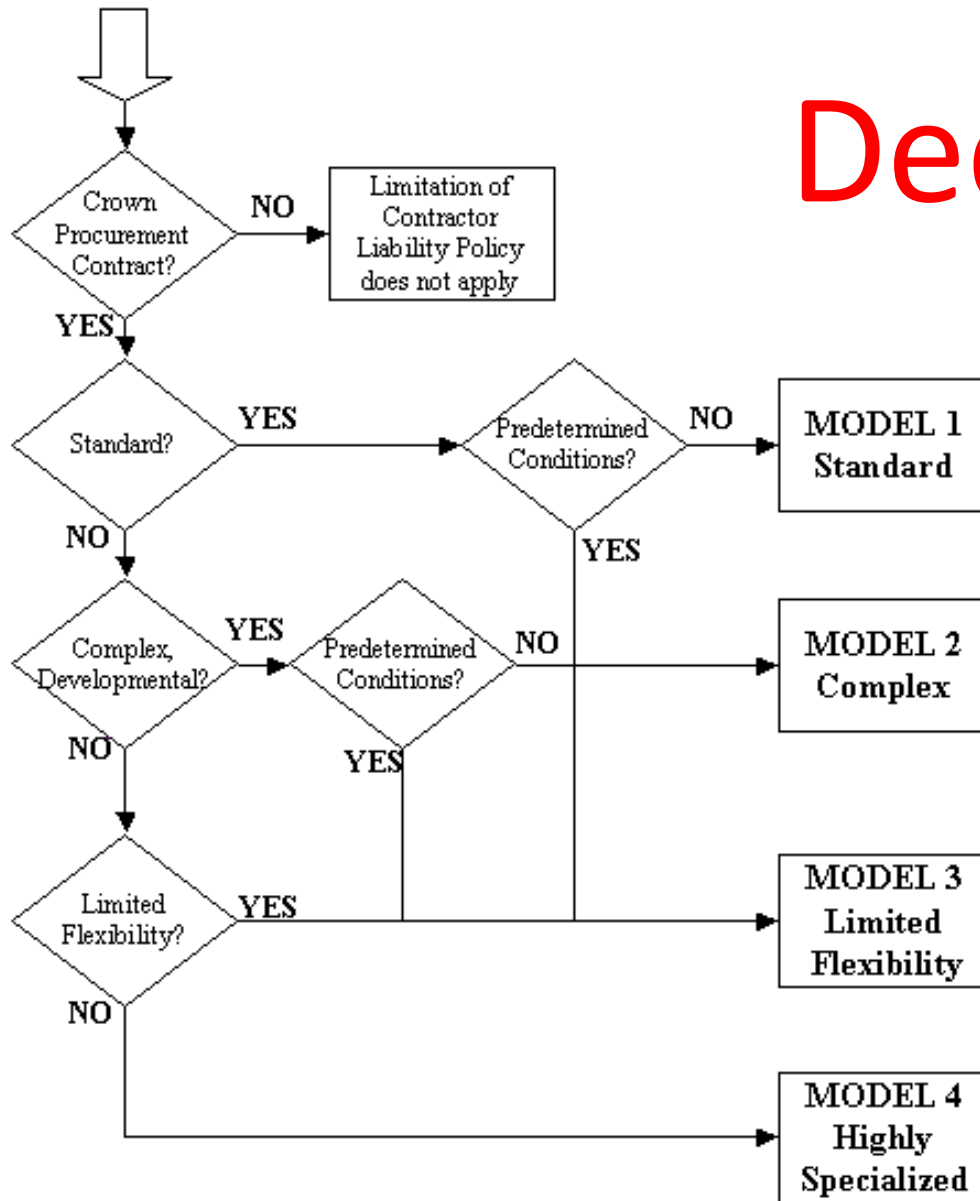 Dec
Crown
Procurement
Contract?
NO
Limitation of
Contractor
Liability Policy
does not apply
YES
Standard?
YES
Predetermined
Conditions?
NO
MODEL 1
Standard
NO
YES
Complex,
Developmental?
YES
Predetermined
Conditions?
NO
MODEL 2
Complex
NO
YES
Limited
Flexibility?
YES
MODEL 3
Limited
Flexibility
NO
MODEL 4
Highly
Specialized